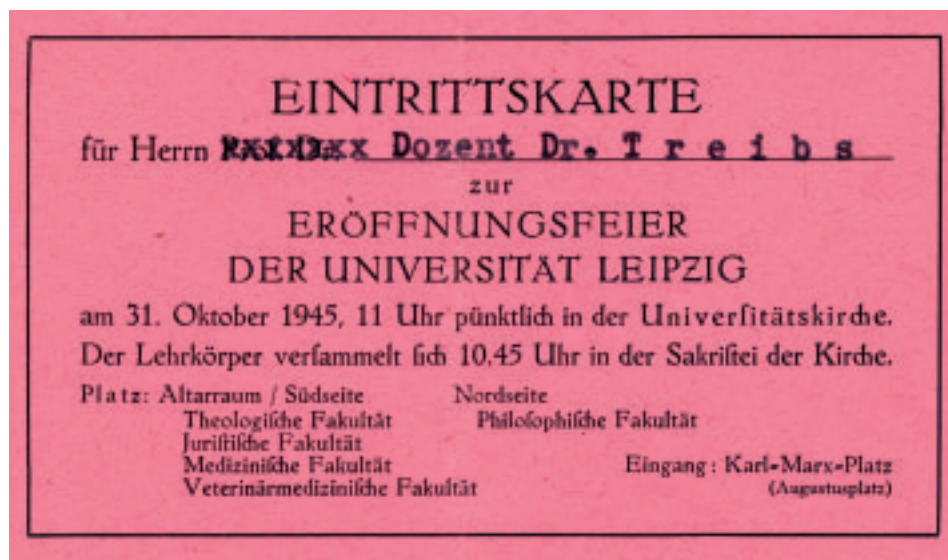 EINTRITTSKARTE
für Herrn Dozent Dr. Treibs
zur
ERÖFFNUNGSFEIER
DER UNIVERSITÄT LEIPZIG
am 31. Oktober 1945, 11 Uhr pünktlich in der Univerſitätskirche.
Der Lehrkörper verſammelt ſich 10,45 Uhr in der Sakriſtei der Kirche.
Platz: Altarraum / Südseite Nordseite
Theologiſche Fakultät Philoſophiſche Fakultät
Juriſtiſche Fakultät
Mediziniſche Fakultät Eingang: Karl-Marx-Platz
Veterinärmediziniſche Fakultät (Augustusplatz)